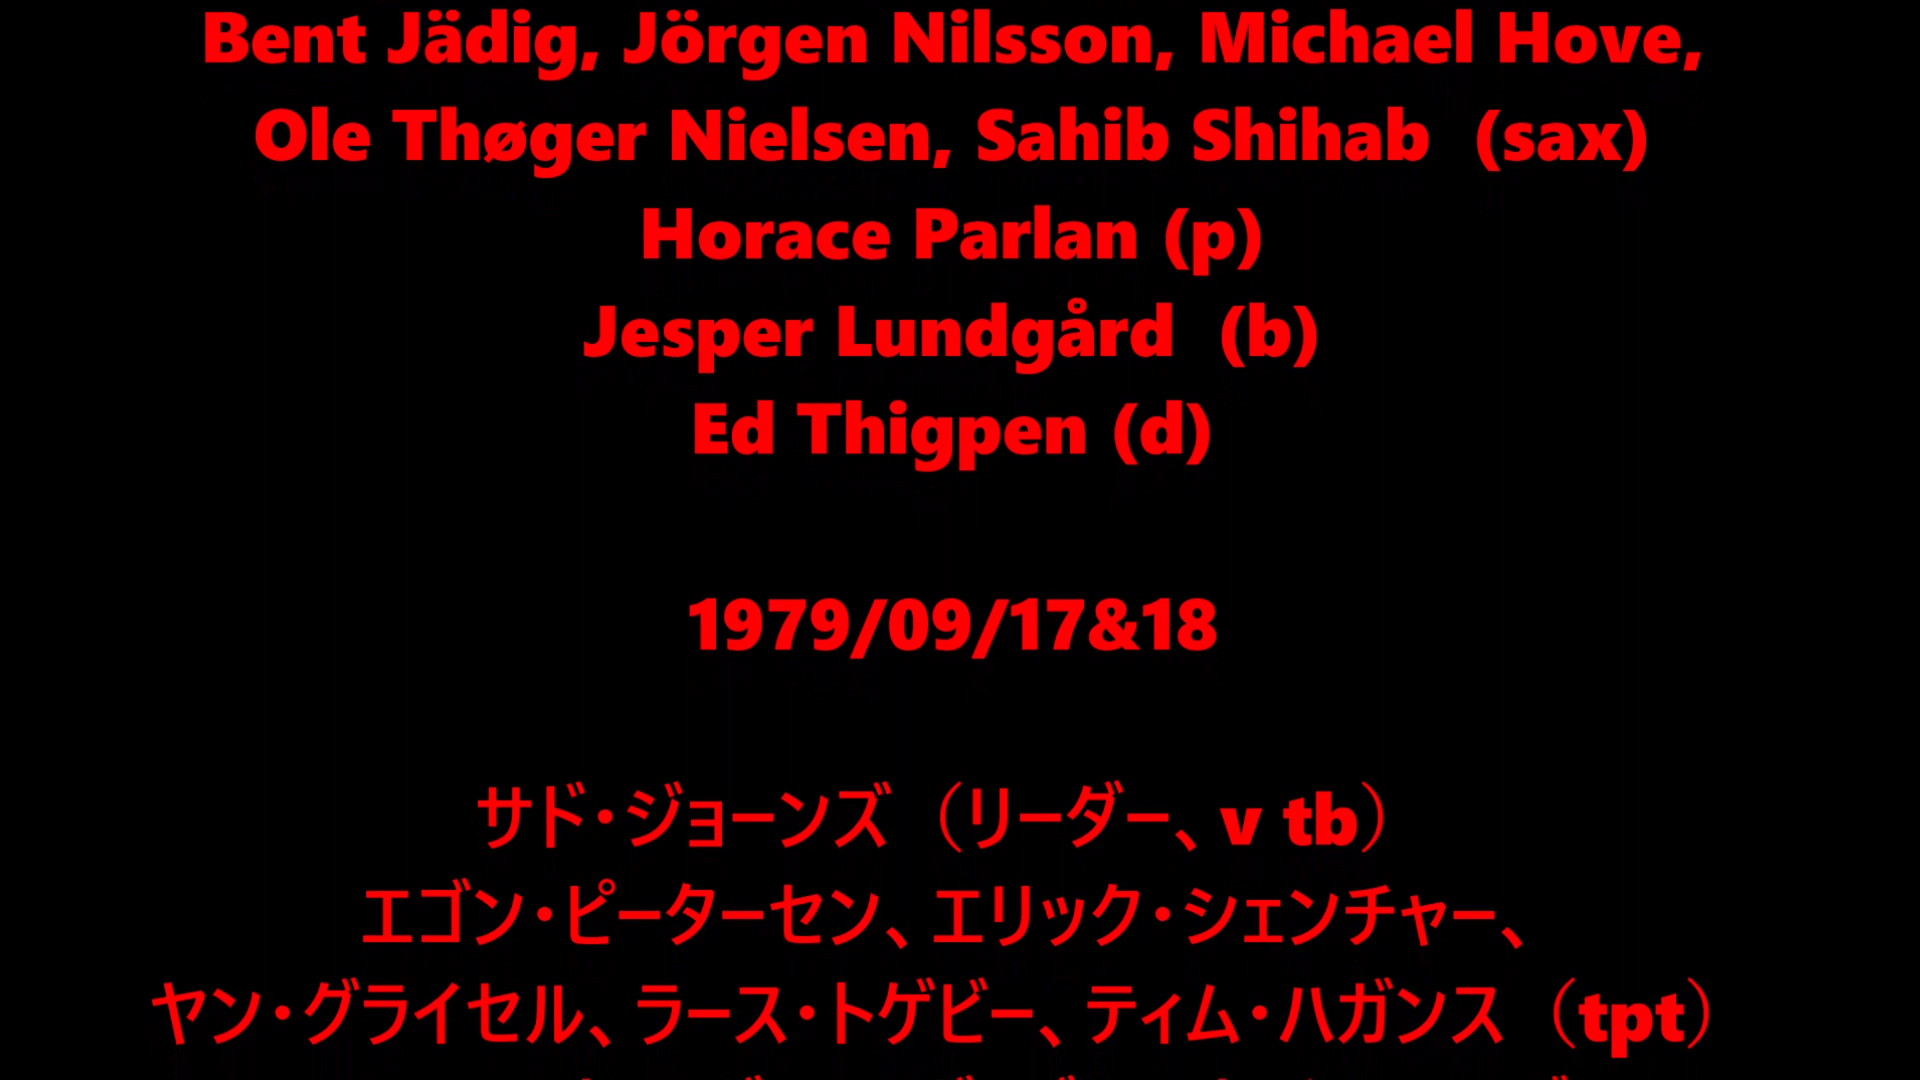 Bent Jädig, Jörgen Nilsson, Michael Hove,
Ole Thøger Nielsen, Sahib Shihab (sax)
Horace Parlan (p)
Jesper Lundgård (b)
Ed Thigpen (d)
1979/09/17&18
サド・ジョーンズ（リーダー、v tb）
エゴン・ピーターセン、エリック・シェンチャー、
ヤン・グライセル、ラース・トゲビー、ティム・ハガンス（tpt）